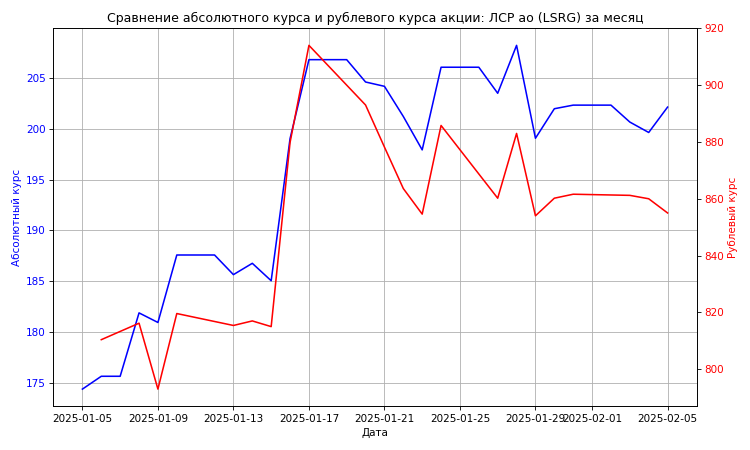 Сравнение абсолютного курса и рублевого курса акции: ЛСР ао (LSRG) за месяц
Абсолютный курс
205
200
195
190
185
180
175
920
900
880
860
840
820
800
Рублевый курс
2025-01-05 2025-01-09 2025-01-13 2025-01-17 2025-01-21 2025-01-25 2025-01-29 2025-02-01 2025-02-05
Дата